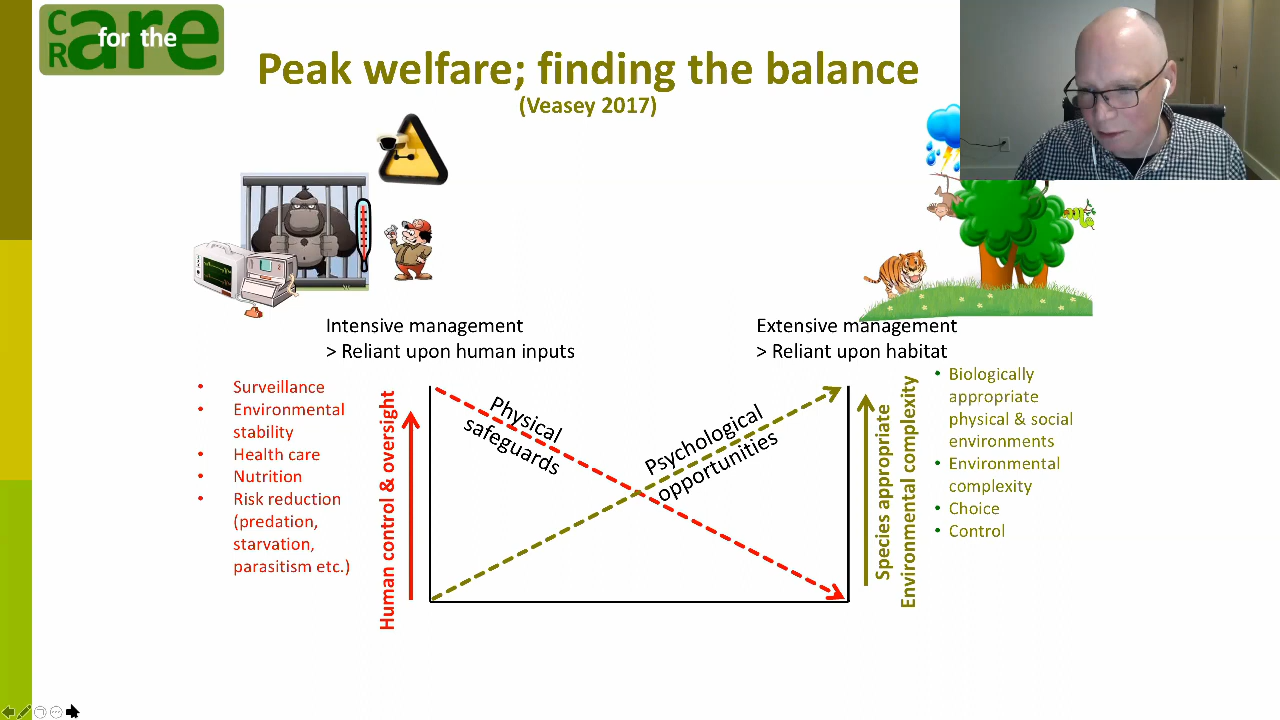 Care for the Rare
Peak welfare; finding the balance
(Veasey 2017)
Intensive management
> Reliant upon human inputs
Extensive management
> Reliant upon habitat
• Surveillance
• Environmental
stability
• Health care
• Nutrition
• Risk reduction
(predation,
starvation,
parasitism etc.)
Human control & oversight
Physical
safeguards
Psychological
opportunities
Species appropriate
Environmental complexity
• Biologically
appropriate
physical & social
environments
• Environmental
complexity
• Choice
• Control